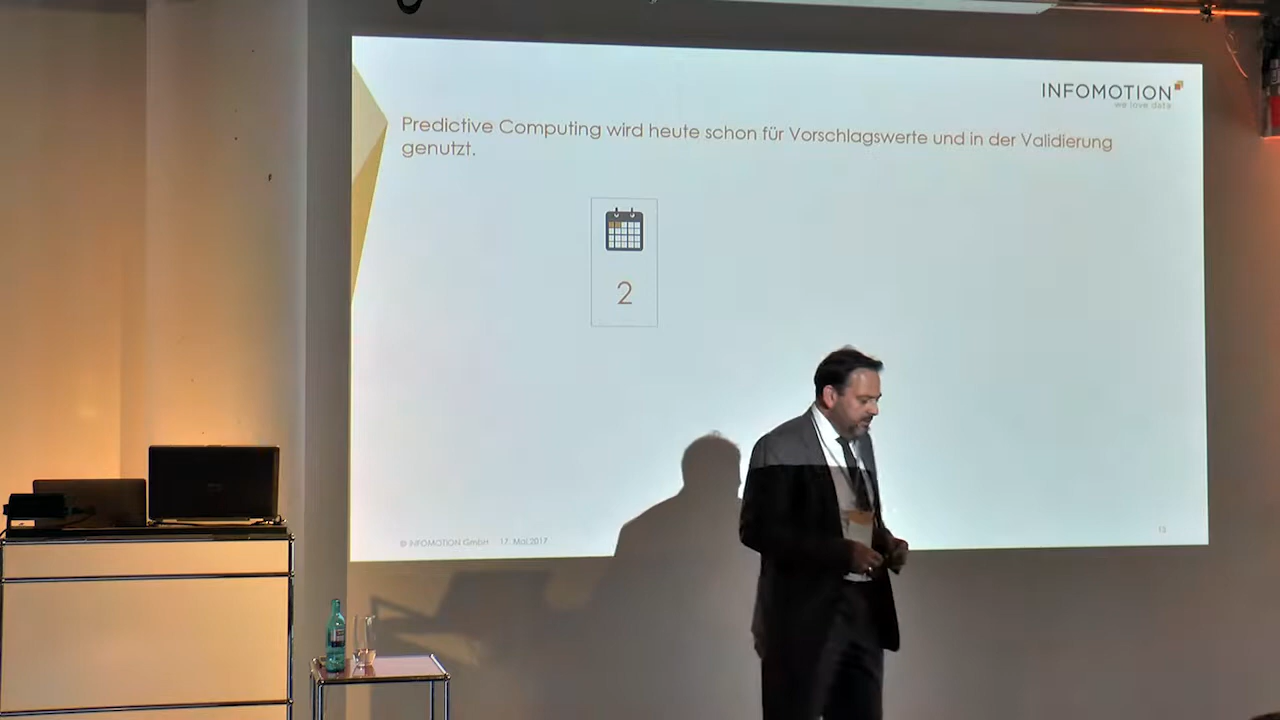 INFOMOTION
we love data
Predictive Computing wird heute schon für Vorschlagswerte und in der Validierung
genutzt.
2
© INFOMOTION GmbH 17. Mai 2017
13